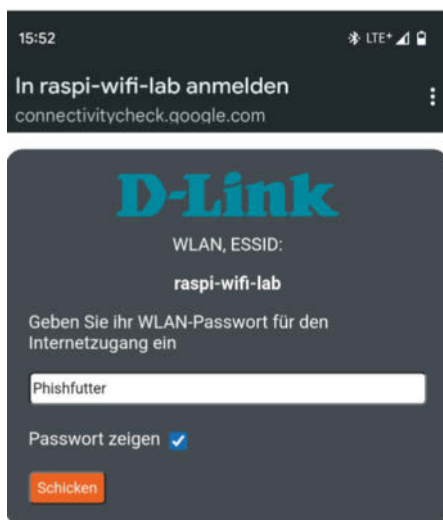 15:52 LTE+
In raspi-wifi-lab anmelden
connectivitycheck.google.com
D-Link
WLAN, ESSID:
raspi-wifi-lab
Geben Sie ihr WLAN-Passwort für den
Internetzugang ein
Phishfutter
Passwort zeigen
Schicken